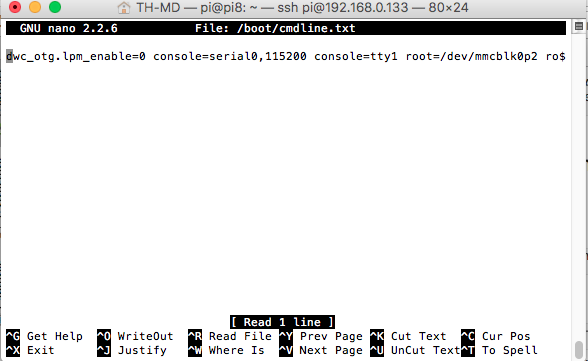 TH-MD — pi@pi8: ~ — ssh pi@192.168.0.133 — 80×24
GNU nano 2.2.6 File: /boot/cmdline.txt
dwc_otg.lpm_enable=0 console=serial0,115200 console=tty1 root=/dev/mmcblk0p2 ro$
[ Read 1 line ]
^G Get Help ^O WriteOut ^R Read File ^Y Prev Page ^K Cut Text ^C Cur Pos
^X Exit ^J Justify ^W Where Is ^V Next Page ^U UnCut Text ^T To Spell